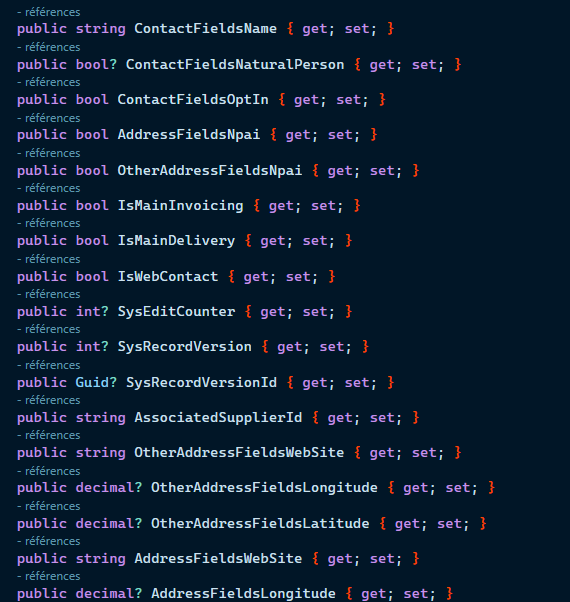 - références
public string ContactFieldsName { get; set; }
- références
public bool? ContactFieldsNaturalPerson { get; set; }
- références
public bool ContactFieldsOptIn { get; set; }
- références
public bool AddressFieldsNpai { get; set; }
- références
public bool OtherAddressFieldsNpai { get; set; }
- références
public bool IsMainInvoicing { get; set; }
- références
public bool IsMainDelivery { get; set; }
- références
public bool IsWebContact { get; set; }
- références
public int? SysEditCounter { get; set; }
- références
public int? SysRecordVersion { get; set; }
- références
public Guid? SysRecordVersionId { get; set; }
- références
public string AssociatedSupplierId { get; set; }
- références
public string OtherAddressFieldsWebSite { get; set; }
- références
public decimal? OtherAddressFieldsLongitude { get; set; }
- références
public decimal? OtherAddressFieldsLatitude { get; set; }
- références
public string AddressFieldsWebSite { get; set; }
- références
public decimal? AddressFieldsLongitude { get; set; }